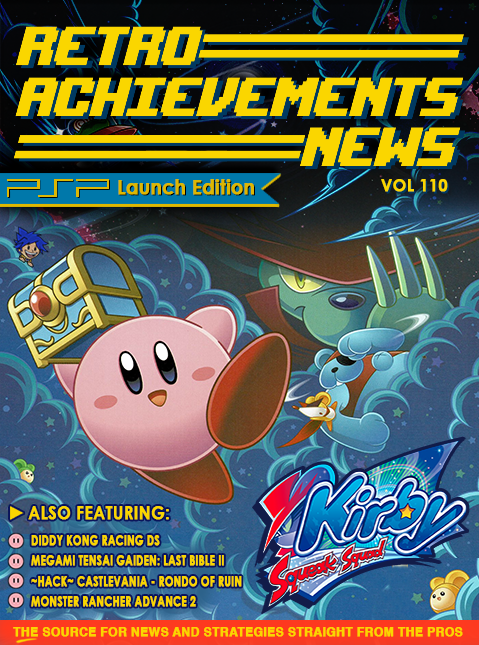 RETRO
ACHIEVEMENTS
NEWS
PSP Launch Edition
VOL 110
Kirby
Squeak Squad
ALSO FEATURING:
DIDDY KONG RACING DS
MEGAMI TENSAI GAIDEN: LAST BIBLE II
~HACK~ CASTLEVANIA - RONDO OF RUIN
MONSTER RANCHER ADVANCE 2
THE SOURCE FOR NEWS AND STRATEGIES STRAIGHT FROM THE PROS